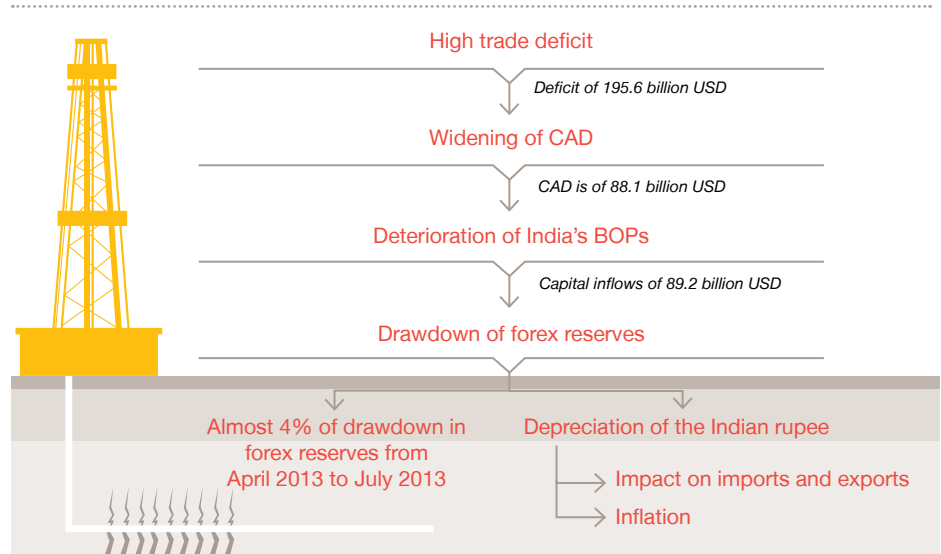 High trade deficit
Deficit of 195.6 billion USD
Widening of CAD
CAD is of 88.1 billion USD
Deterioration of India's BOPs
Capital inflows of 89.2 billion USD
Drawdown of forex reserves
Almost 4% of drawdown in
forex reserves from
April 2013 to July 2013
Depreciation of the Indian rupee
Impact on imports and exports
Inflation